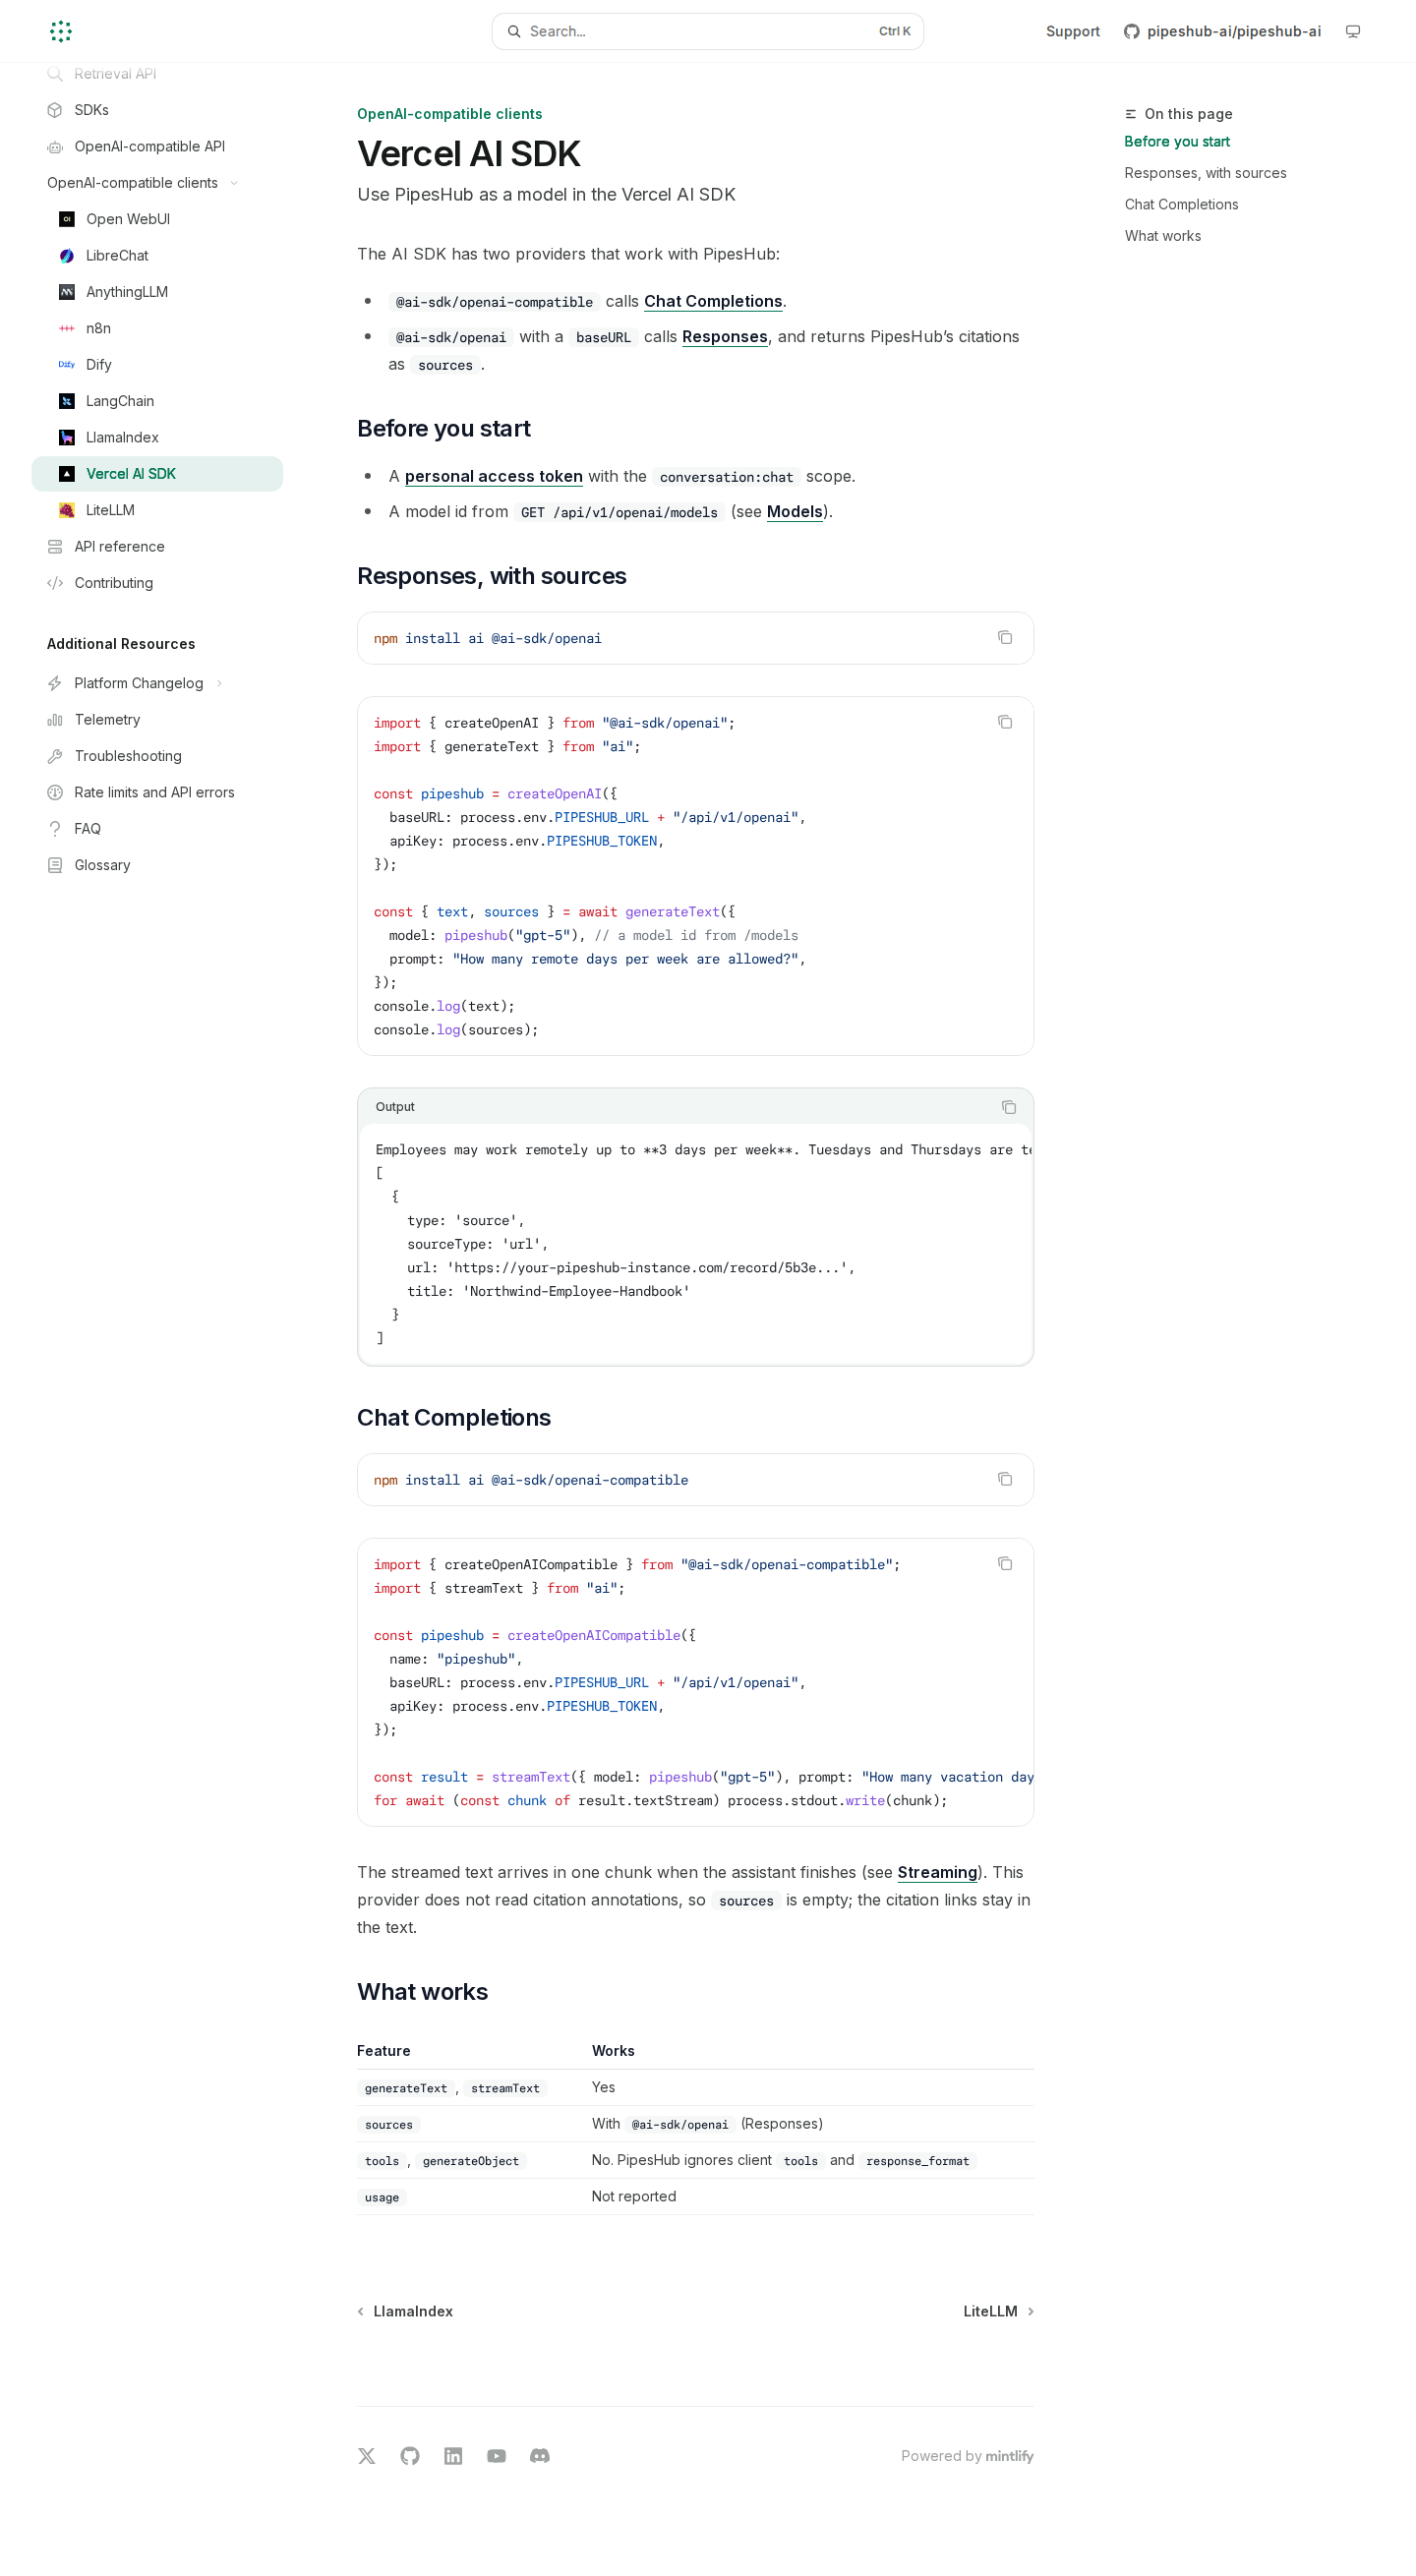 Search...
Ctrl K
Support
pipeshub-ai/pipeshub-ai
Retrieval API
SDKs
OpenAI-compatible API
OpenAI-compatible clients
Open WebUI
LibreChat
AnythingLLM
n8n
Dify
LangChain
LlamaIndex
Vercel AI SDK
LiteLLM
API reference
Contributing
Additional Resources
Platform Changelog
Telemetry
Troubleshooting
Rate limits and API errors
FAQ
Glossary
OpenAI-compatible clients
Vercel AI SDK
Use PipesHub as a model in the Vercel AI SDK
The AI SDK has two providers that work with PipesHub:
@ai-sdk/openai-compatible calls Chat Completions.
@ai-sdk/openai with a baseURL calls Responses, and returns PipesHub’s citations
as sources.
Before you start
A personal access token with the conversation:chat scope.
A model id from GET /api/v1/openai/models (see Models).
Responses, with sources
npm install ai @ai-sdk/openai
import { createOpenAI } from "@ai-sdk/openai";
import { generateText } from "ai";
const pipeshub = createOpenAI({
  baseURL: process.env.PIPESHUB_URL + "/api/v1/openai",
  apiKey: process.env.PIPESHUB_TOKEN,
});
const { text, sources } = await generateText({
  model: pipeshub("gpt-5"), // a model id from /models
  prompt: "How many remote days per week are allowed?",
});
console.log(text);
console.log(sources);
Output
Employees may work remotely up to **3 days per week**. Tuesdays and Thursdays are te
[
  {
    type: 'source',
    sourceType: 'url',
    url: 'https://your-pipeshub-instance.com/record/5b3e...',
    title: 'Northwind-Employee-Handbook'
  }
]
Chat Completions
npm install ai @ai-sdk/openai-compatible
import { createOpenAICompatible } from "@ai-sdk/openai-compatible";
import { streamText } from "ai";
const pipeshub = createOpenAICompatible({
  name: "pipeshub",
  baseURL: process.env.PIPESHUB_URL + "/api/v1/openai",
  apiKey: process.env.PIPESHUB_TOKEN,
});
const result = streamText({ model: pipeshub("gpt-5"), prompt: "How many vacation day
for await (const chunk of result.textStream) process.stdout.write(chunk);
The streamed text arrives in one chunk when the assistant finishes (see Streaming). This
provider does not read citation annotations, so sources is empty; the citation links stay in
the text.
What works
Feature Works
generateText, streamText Yes
sources With @ai-sdk/openai (Responses)
tools, generateObject No. PipesHub ignores client tools and response_format
usage Not reported
LlamaIndex
LiteLLM
Powered by mintlify
On this page
Before you start
Responses, with sources
Chat Completions
What works